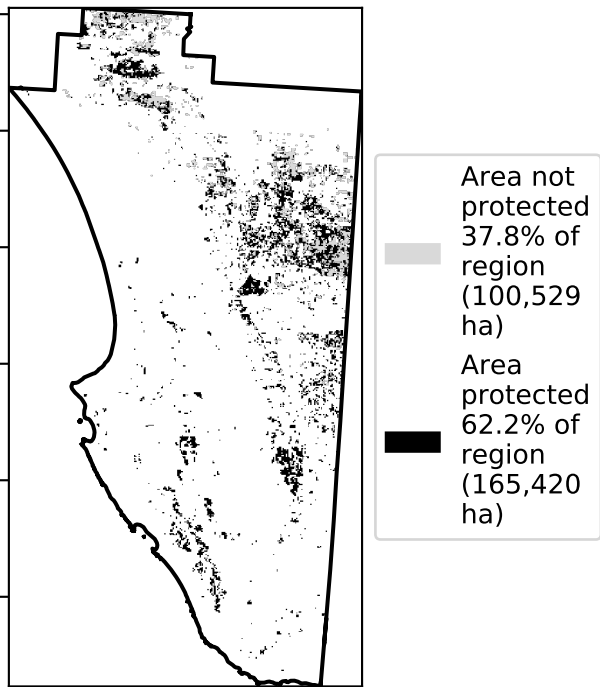 Area not
protected
37.8% of
region
(100,529
ha)
Area
protected
62.2% of
region
(165,420
ha)